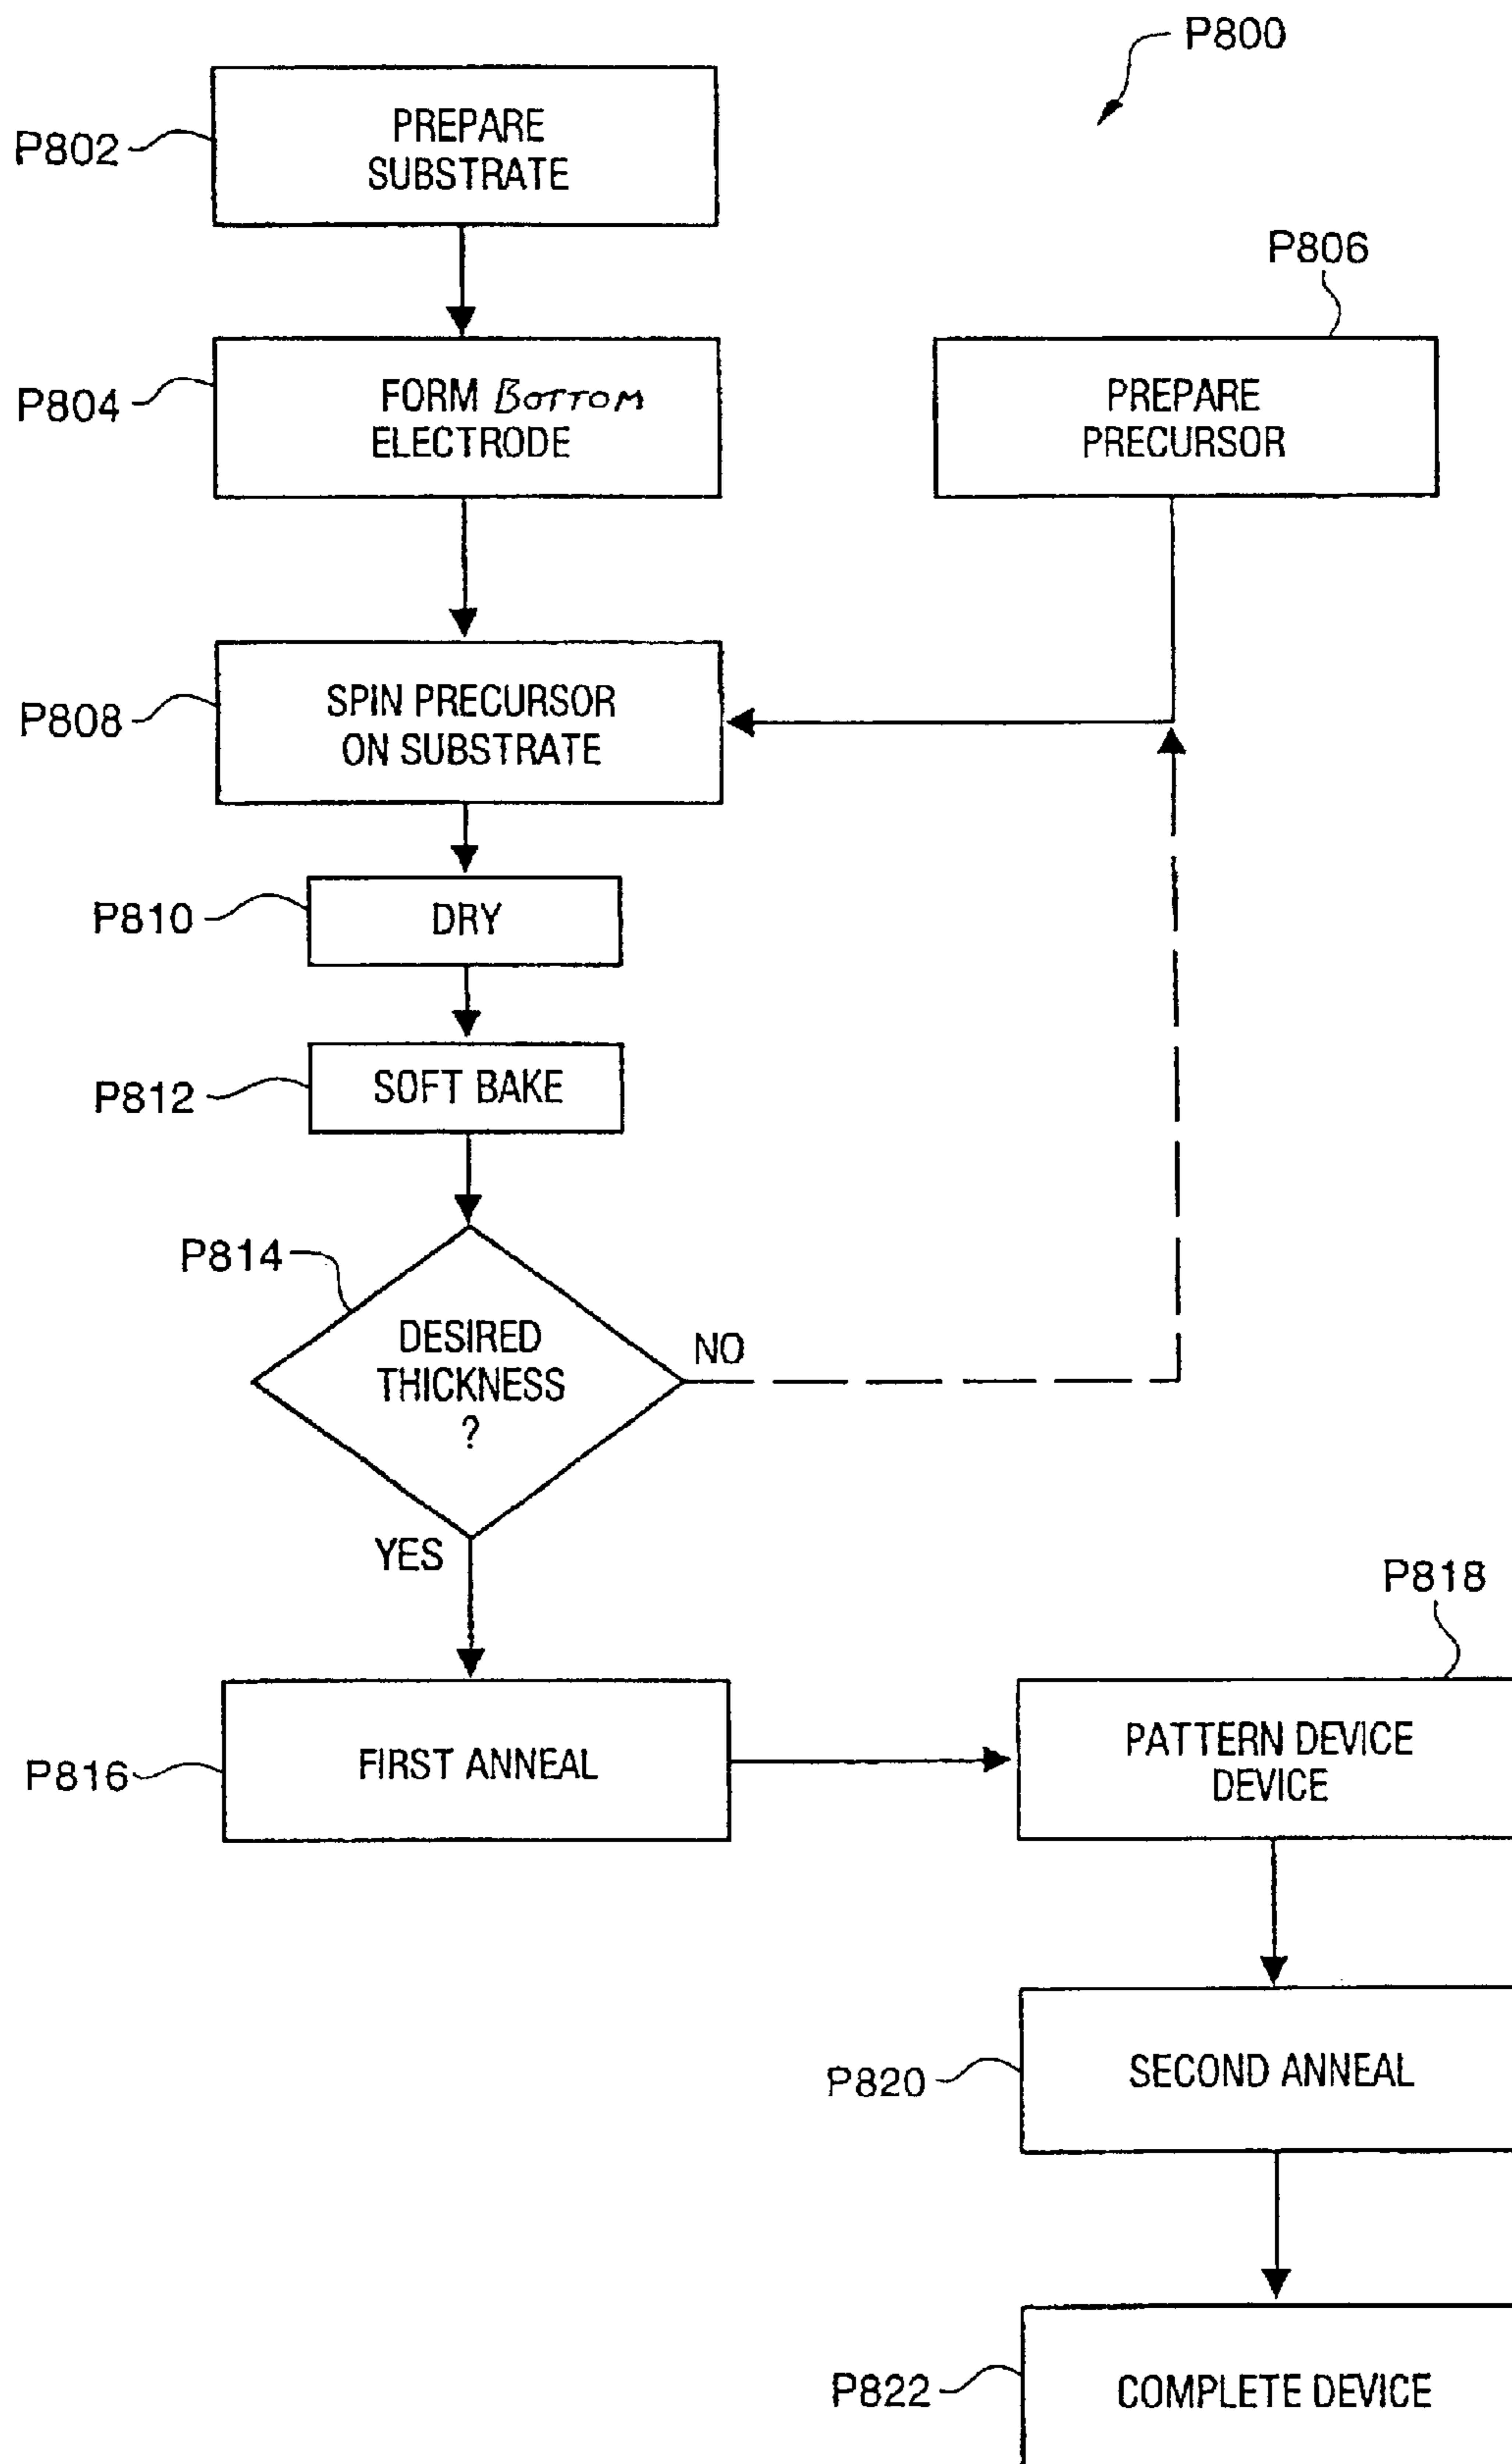 P800
P802
PREPARE
SUBSTRATE
P804
FORM BOTTOM
ELECTRODE
P806
PREPARE
PRECURSOR
P808
SPIN PRECURSOR
ON SUBSTRATE
P810
DRY
P812
SOFT BAKE
P814
DESIRED
THICKNESS
?
NO
YES
P816
FIRST ANNEAL
P818
PATTERN DEVICE
DEVICE
P820
SECOND ANNEAL
P822
COMPLETE DEVICE